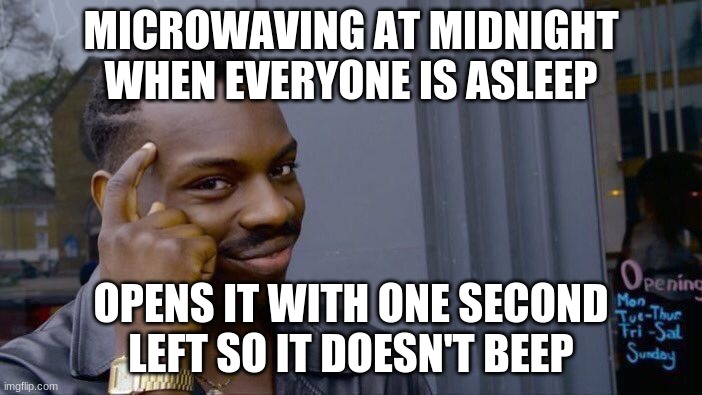 MICROWAVING AT MIDNIGHT
WHEN EVERYONE IS ASLEEP
OPENS IT WITH ONE SECOND
LEFT SO IT DOESN'T BEEP
Opening
Mon
Tue-Thur
Fri-Sat
Sunday
imgflip.com